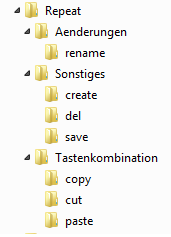 Repeat
Aenderungen
rename
Sonstiges
create
del
save
Tastenkombination
copy
cut
paste